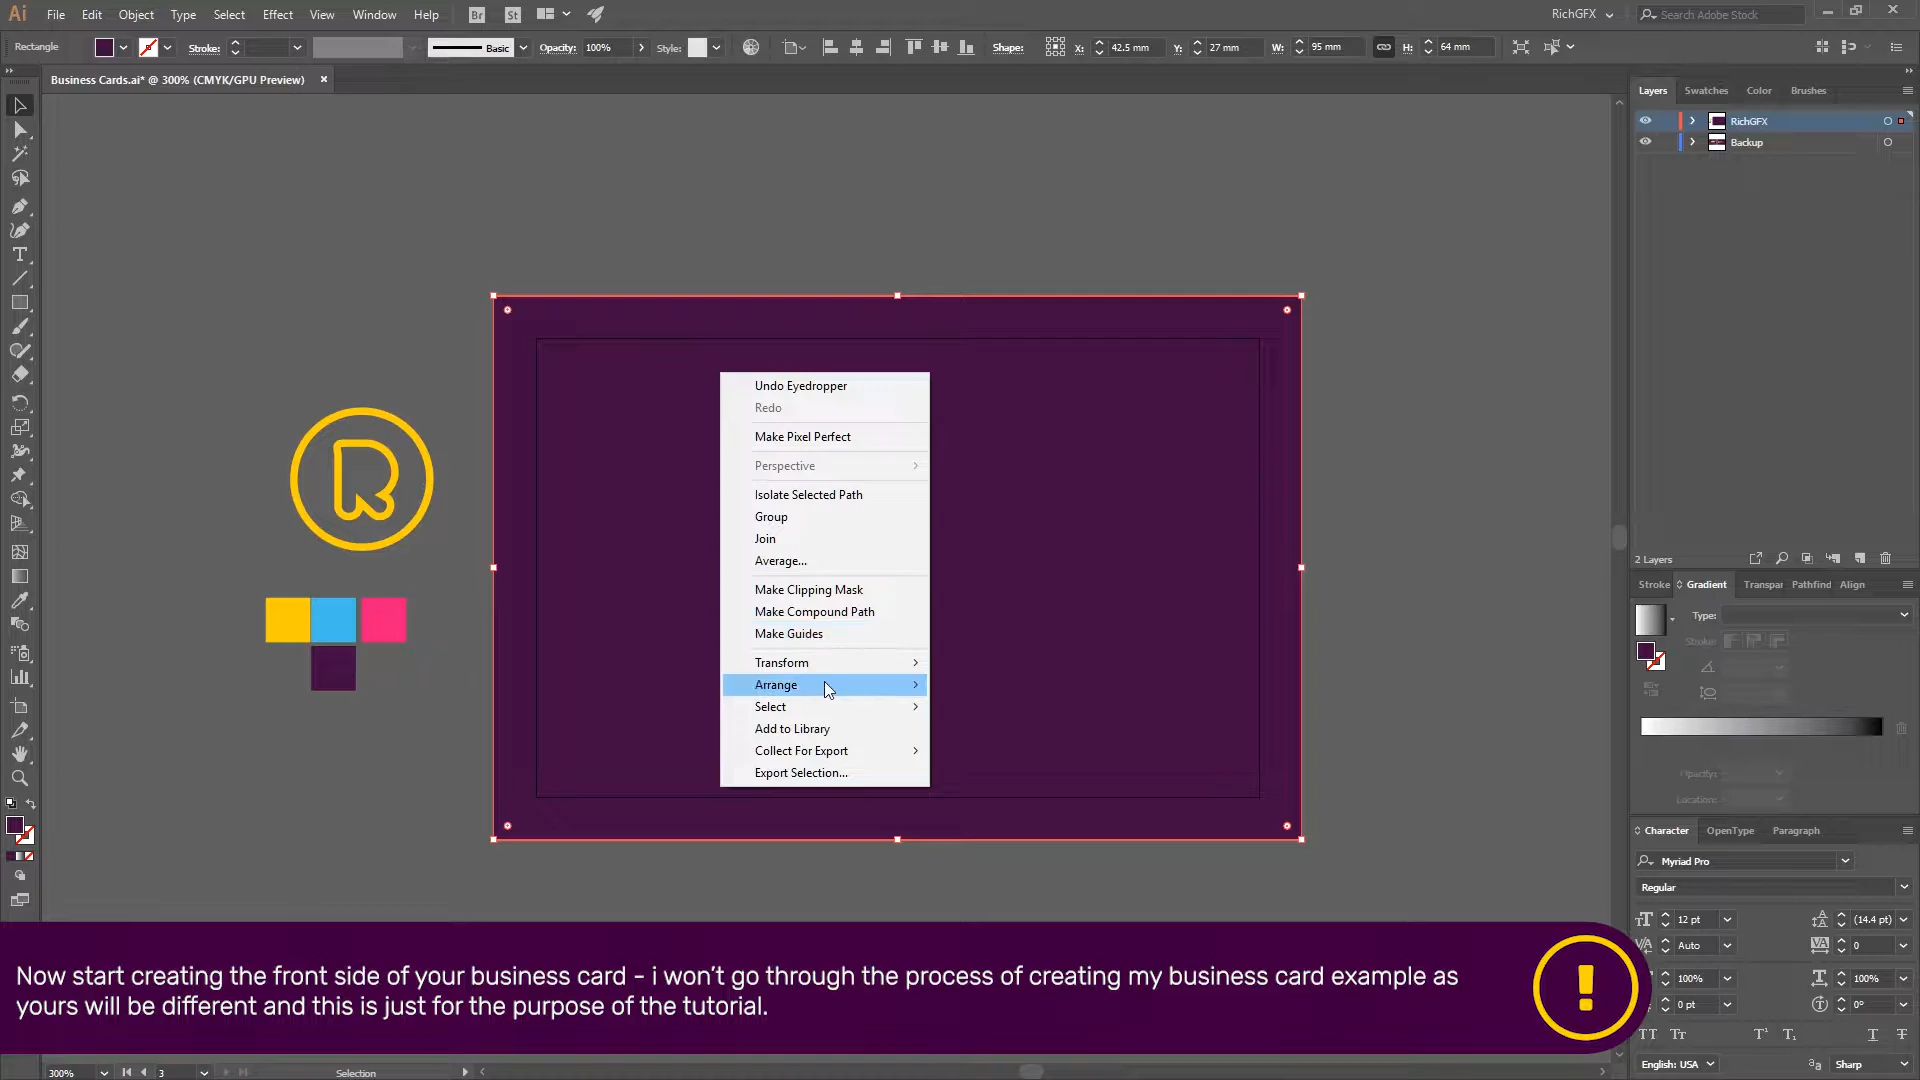 Ai File Edit Object Type Select Effect View Window Help Br St RichGFX Search Adobe Stock
Rectangle Stroke: Basic Opacity: 100% Style: Shape: X: 42.5 mm Y: 27 mm W: 95 mm H: 64 mm
Business Cards.ai* @ 300% (CMYK/GPU Preview)
Layers Swatches Color Brushes
RichGFX
Backup
Undo Eyedropper
Redo
Make Pixel Perfect
Perspective
Isolate Selected Path
Group
Join
Average...
Make Clipping Mask
Make Compound Path
Make Guides
Transform
Arrange
Select
Add to Library
Collect For Export
Export Selection...
R
2 Layers
Stroke Gradient Transpar Pathfind Align
Type:
Stroke:
Opacity:
Location:
Character OpenType Paragraph
Myriad Pro
Regular
12 pt (14.4 pt)
Auto 0
100% 100%
0 pt 0°
English: USA Sharp
Now start creating the front side of your business card - i won't go through the process of creating my business card example as
yours will be different and this is just for the purpose of the tutorial.
!
300% 3 Selection